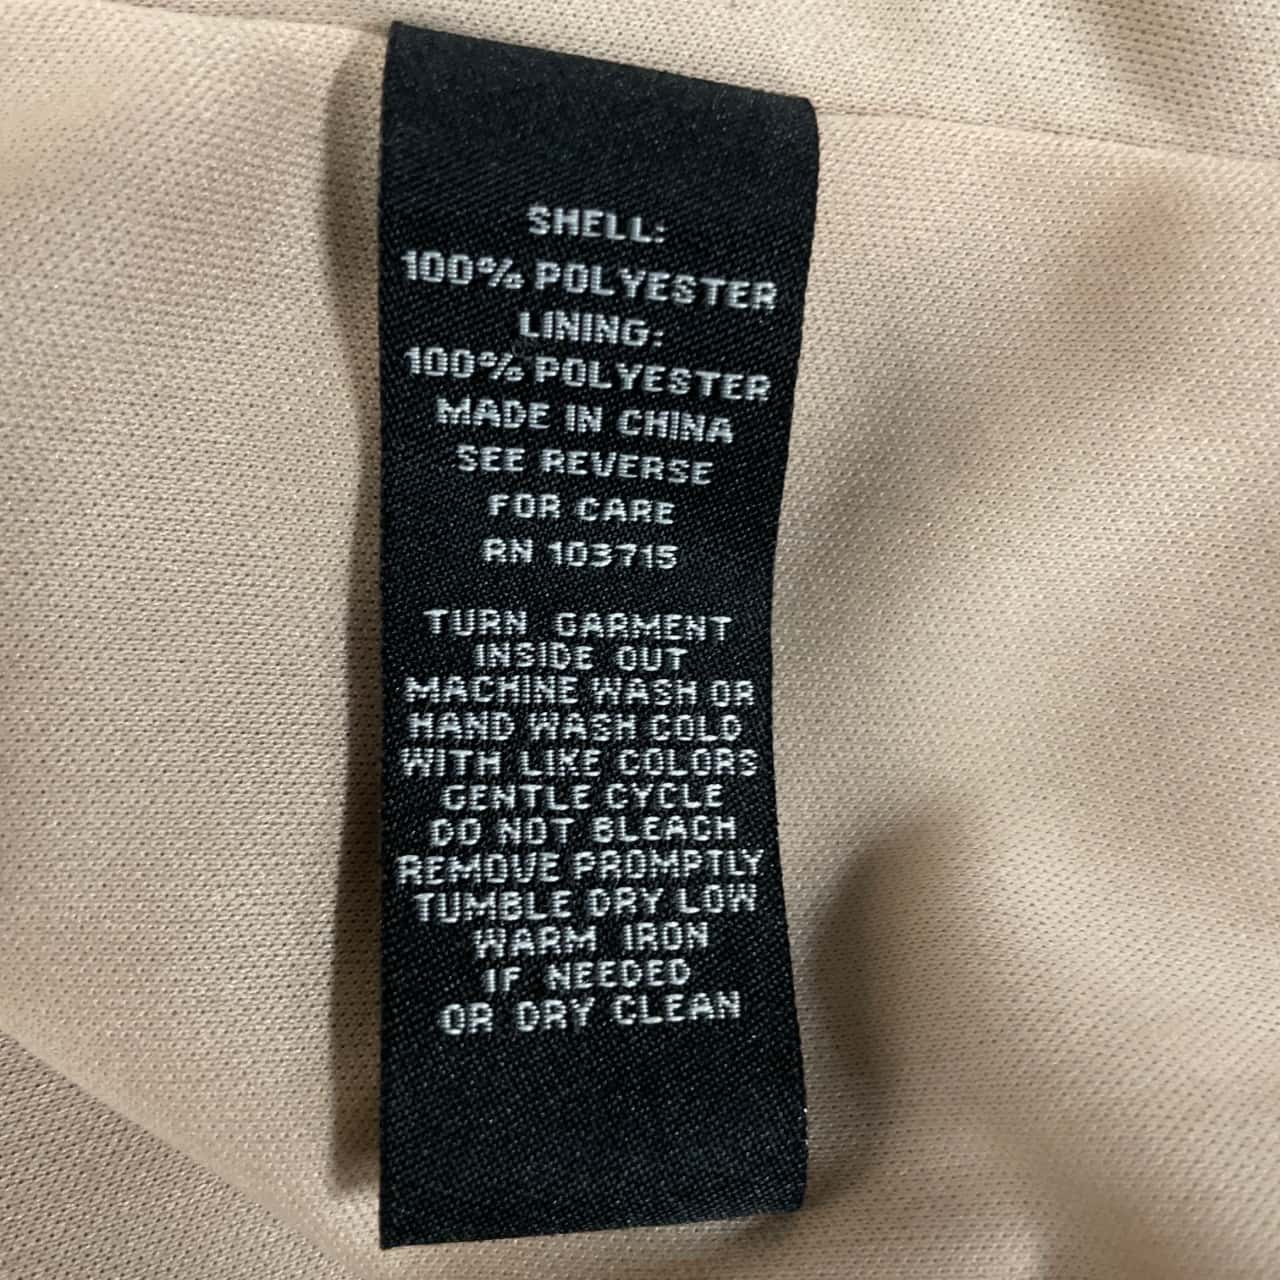 SHELL:
100% POLYESTER
LINING:
100% POLYESTER
MADE IN CHINA
SEE REVERSE
FOR CARE
RN 103715
TURN GARMENT
INSIDE OUT
MACHINE WASH OR
HAND WASH COLD
WITH LIKE COLORS
GENTLE CYCLE
DO NOT BLEACH
REMOVE PROMPTLY
TUMBLE DRY LOW
WARM IRON
IF NEEDED
OR DRY CLEAN